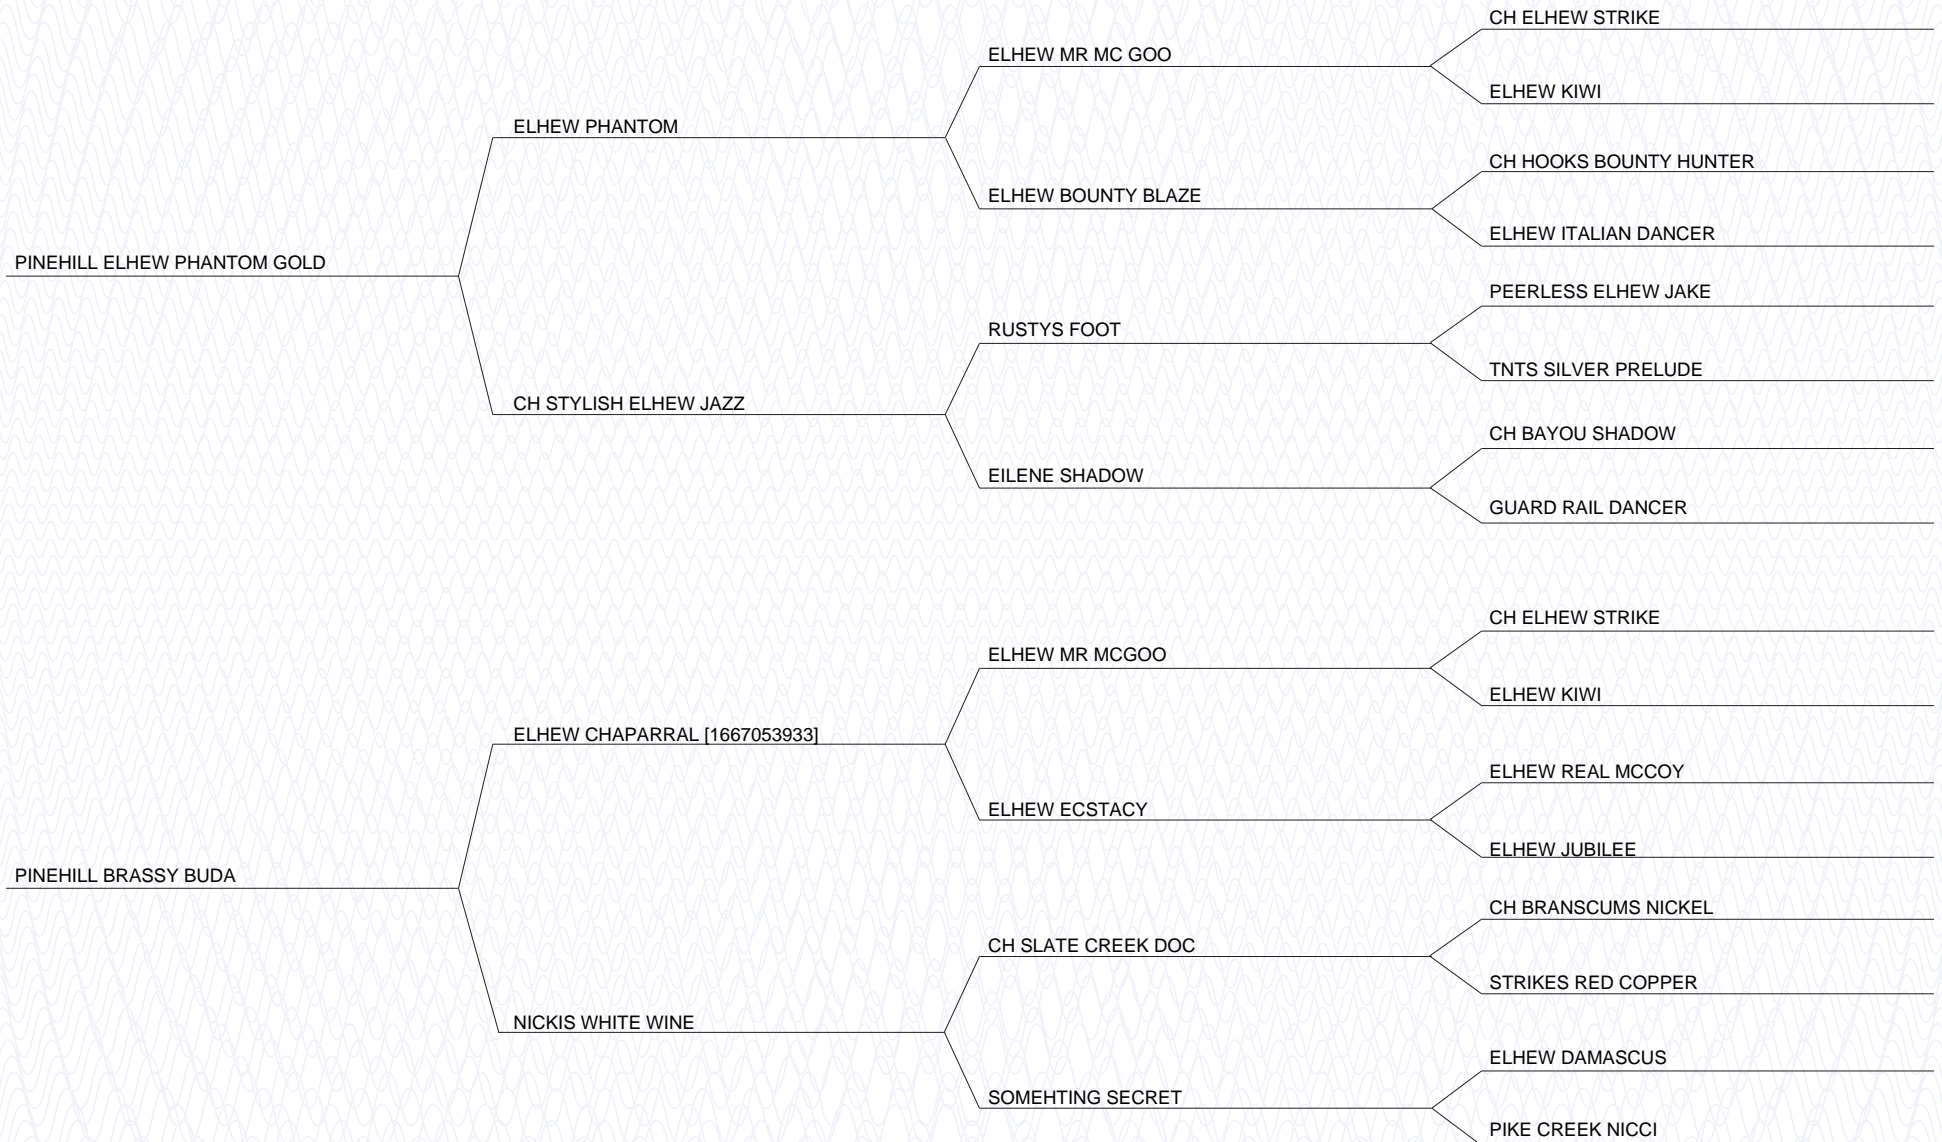 CH ELHEW STRIKE
ELHEW MR MC GOO
ELHEW KIWI
ELHEW PHANTOM
CH HOOKS BOUNTY HUNTER
ELHEW BOUNTY BLAZE
ELHEW ITALIAN DANCER
PINEHILL ELHEW PHANTOM GOLD
PEERLESS ELHEW JAKE
RUSTYS FOOT
TNTS SILVER PRELUDE
CH STYLISH ELHEW JAZZ
CH BAYOU SHADOW
EILENE SHADOW
GUARD RAIL DANCER
CH ELHEW STRIKE
ELHEW MR MCGOO
ELHEW KIWI
ELHEW CHAPARRAL [1667053933]
ELHEW REAL MCCOY
ELHEW ECSTACY
ELHEW JUBILEE
PINEHILL BRASSY BUDA
CH BRANSCUMS NICKEL
CH SLATE CREEK DOC
STRIKES RED COPPER
NICKIS WHITE WINE
ELHEW DAMASCUS
SOMEHTING SECRET
PIKE CREEK NICCI